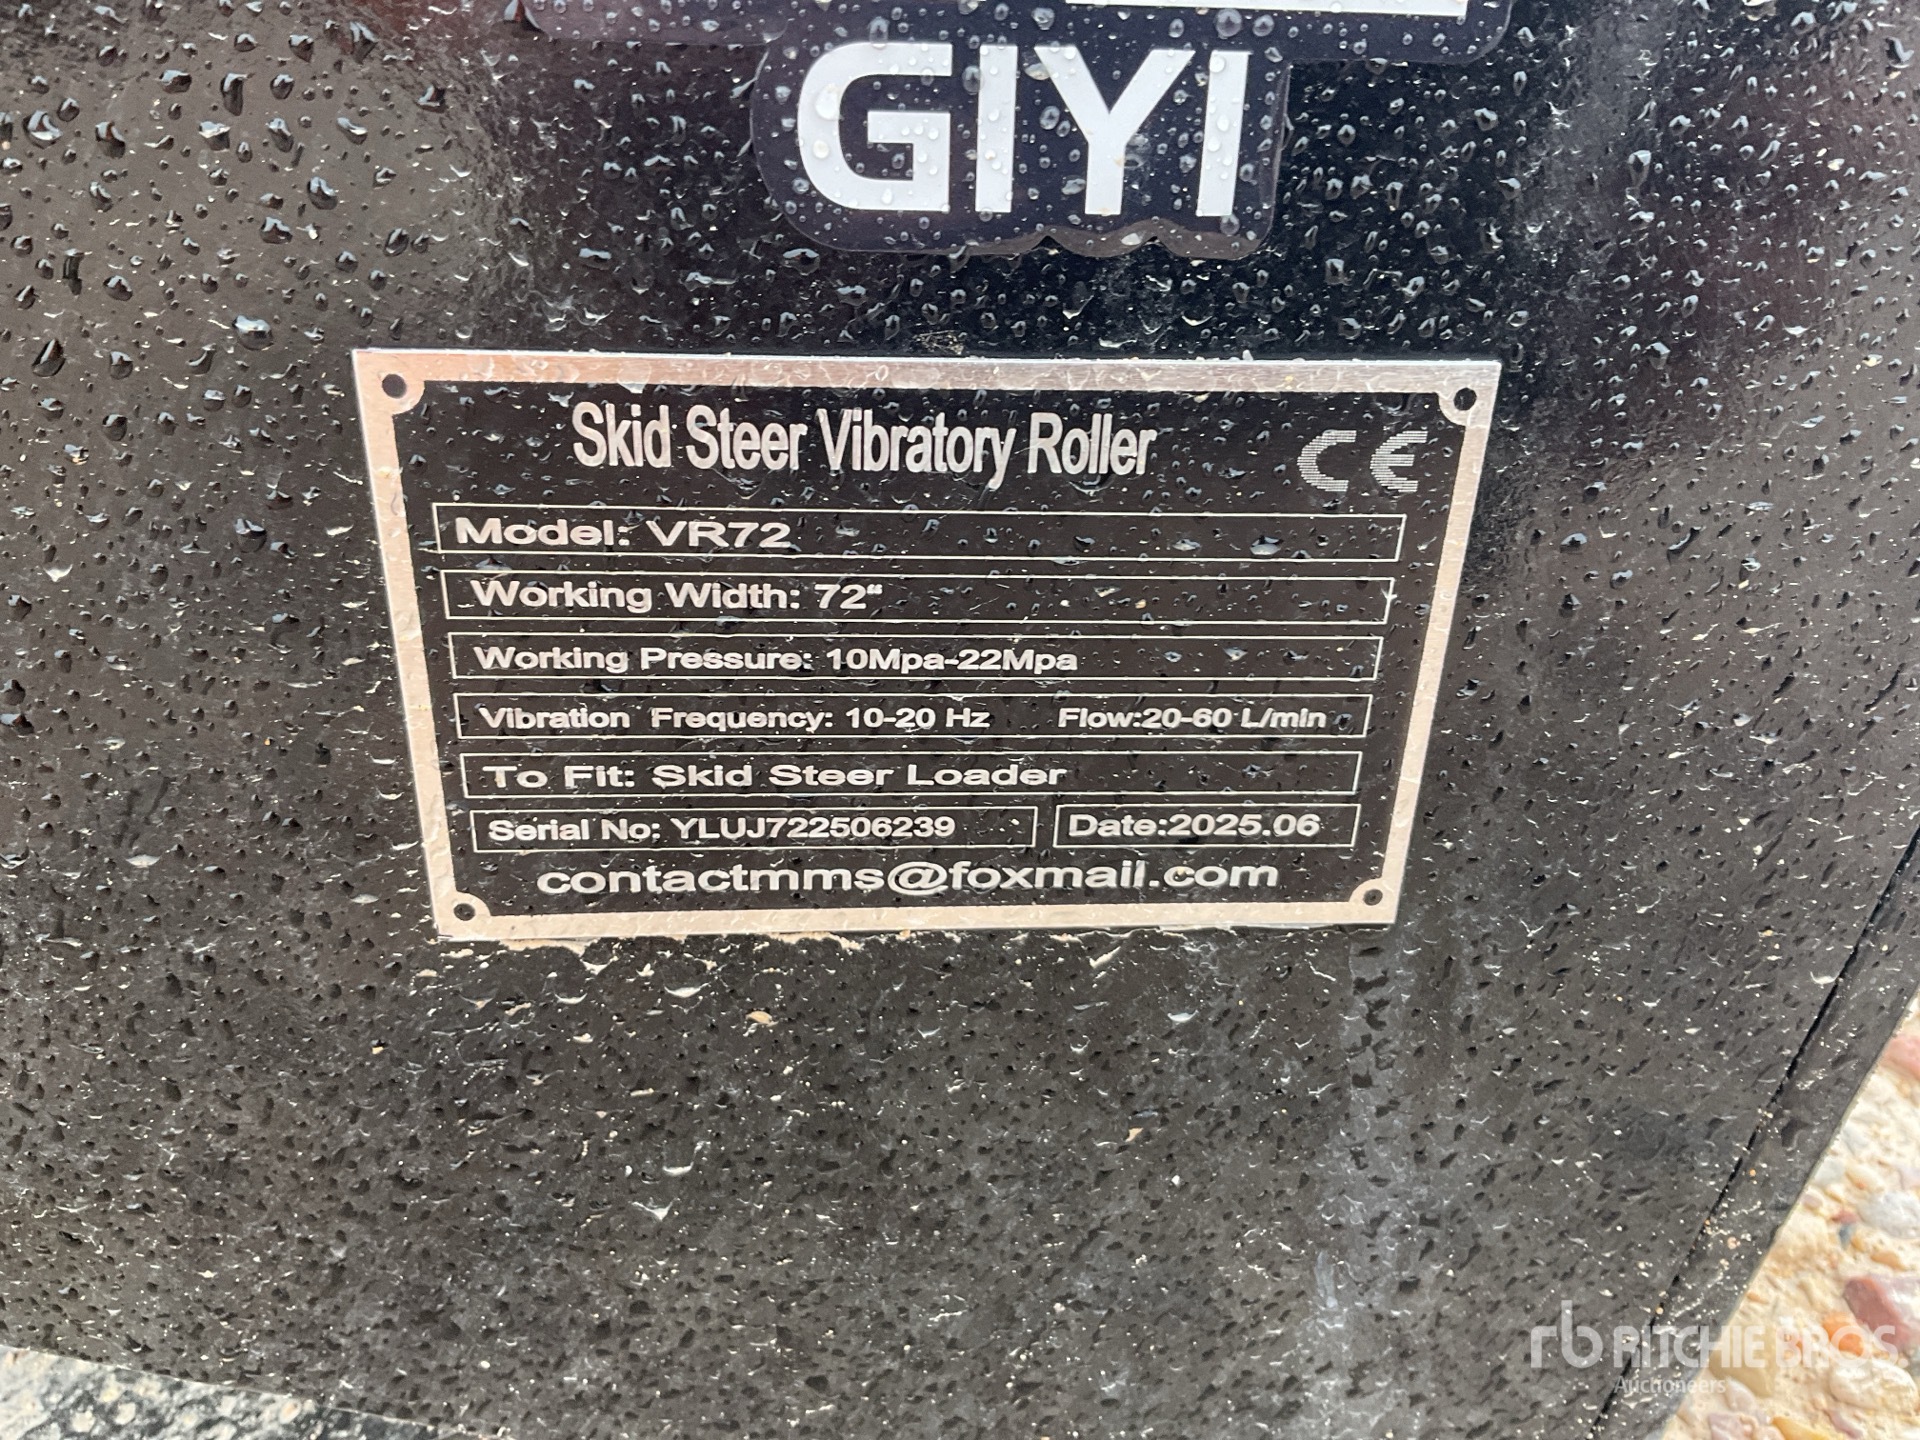 GIYI
Skid Steer Vibratory Roller CE
Model: VR72
Working Width: 72“
Working Pressure: 10Mpa-22Mpa
Vibration Frequency: 10-20 Hz Flow:20-60 L/min
To Fit: Skid Steer Loader
Serial No: YLUJ722506239 Date:2025.06
contactmms@foxmail.com
rb RITCHIE BROS.
Auctioneers